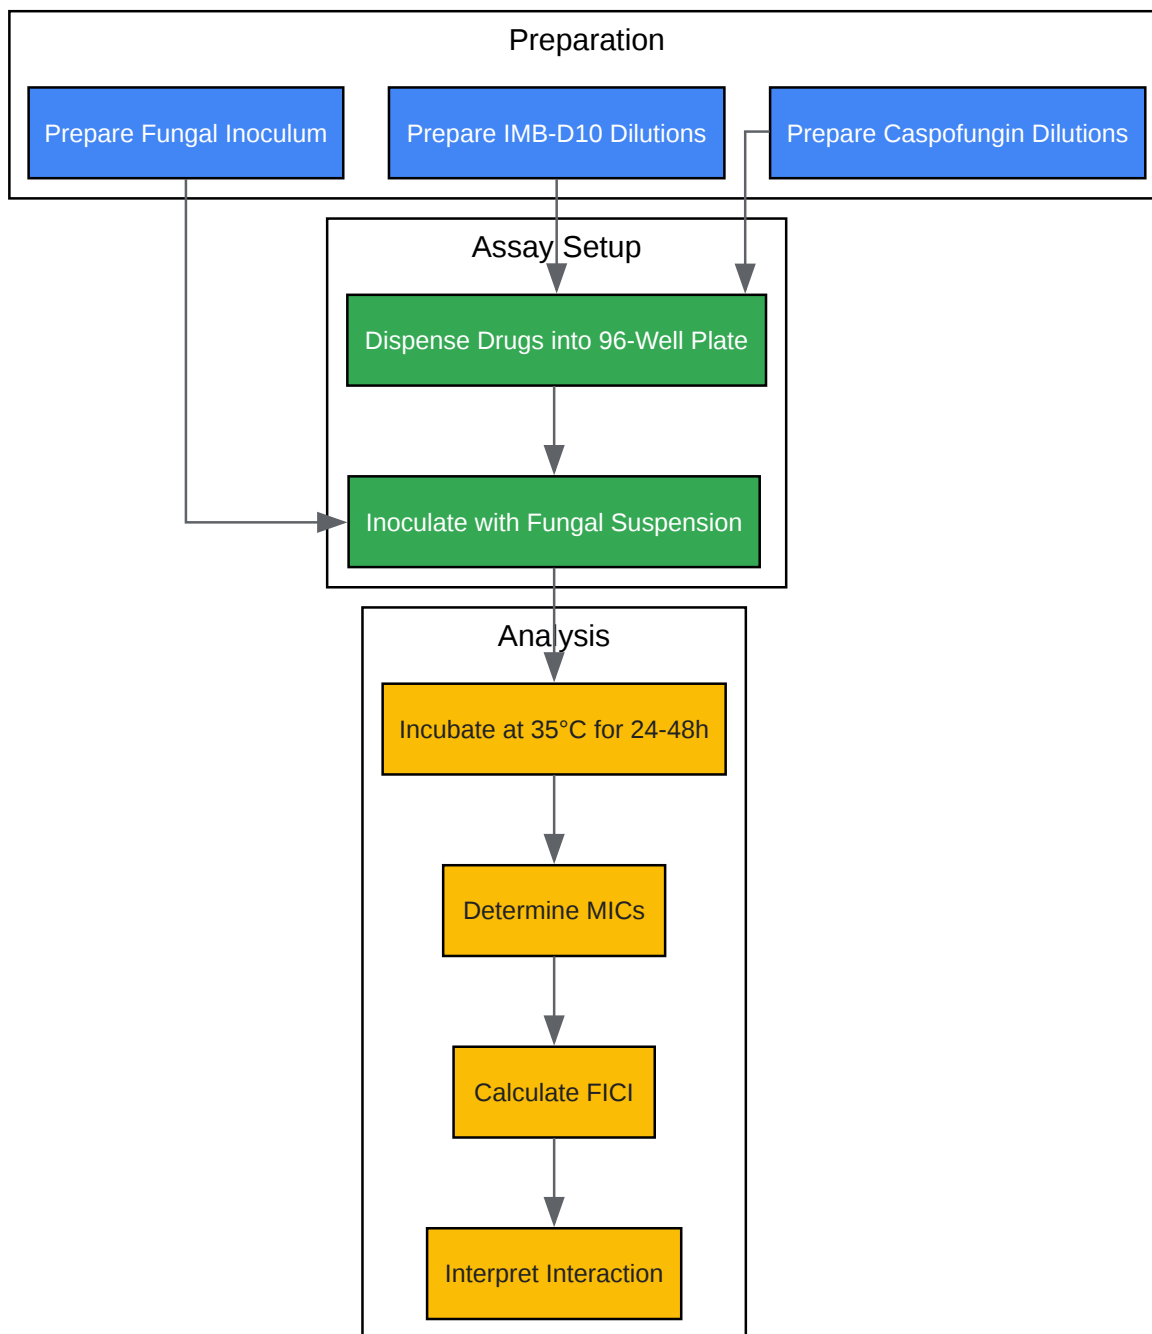 Preparation
Prepare Fungal Inoculum
Prepare IMB-D10 Dilutions
Prepare Caspofungin Dilutions
Assay Setup
Dispense Drugs into 96-Well Plate
Inoculate with Fungal Suspension
Analysis
Incubate at 35°C for 24-48h
Determine MICs
Calculate FICI
Interpret Interaction